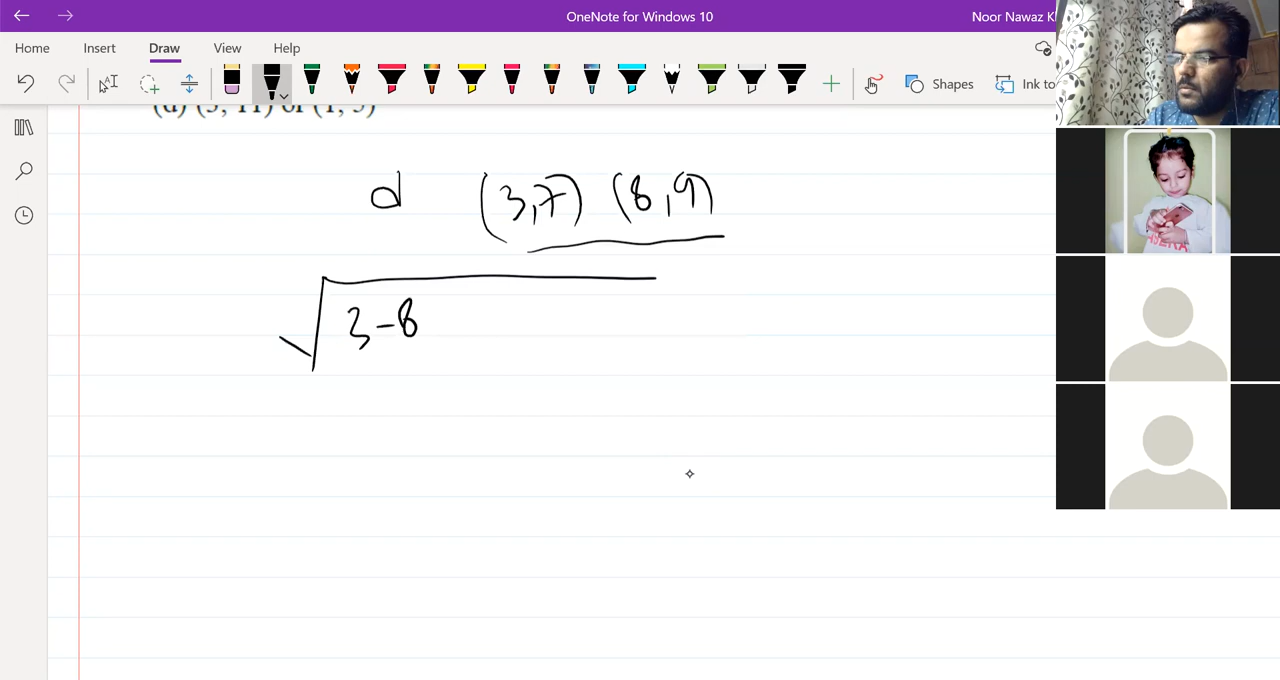 OneNote for Windows 10
Noor Nawaz K
Home Insert Draw View Help
Shapes Ink to
d (3,7) (8,9)
√3-8